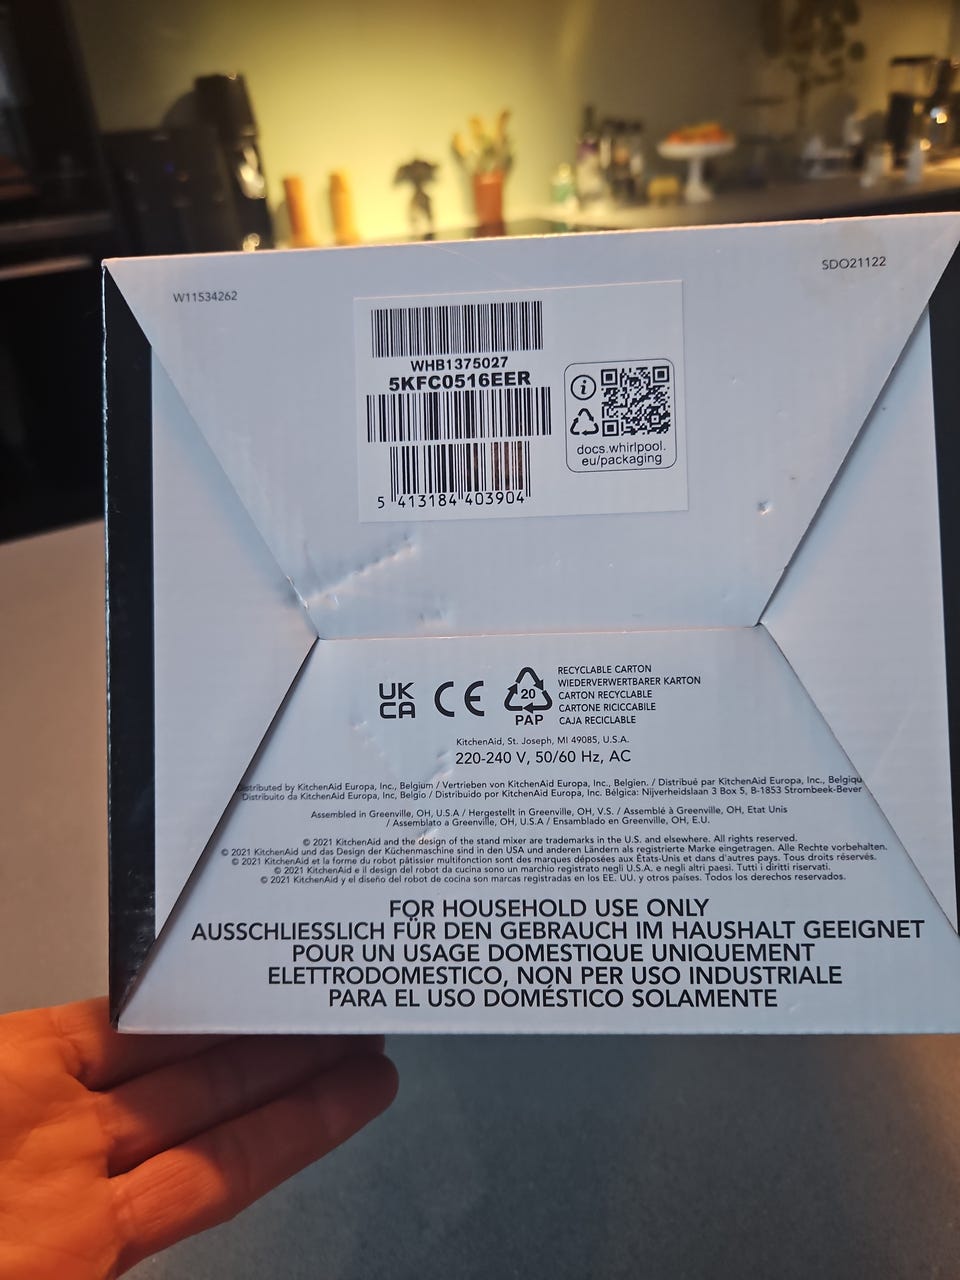 W11534262
SDO21122
WHB1375027
5KFC0516EER
5 413184 403904
i
docs.whirlpool.
eu/packaging
UK
CA
CE
20
PAP
RECYCLABLE CARTON
WIEDERVERWERTBARER KARTON
CARTON RECYCLABLE
CARTONE RICICCABILE
CAJA RECICLABLE
KitchenAid, St. Joseph, MI 49085, U.S.A.
220-240 V, 50/60 Hz, AC
by KitchenAid Europa, Inc., Belgium / Vertrieben von KitchenAid Europa, Inc., Belgien. / Distribué par KitchenAid Europa, Inc.,
Distribuito da KitchenAid Europa, Inc, Belgio / Distribuido por KitchenAid Europa, Inc. Bélgica: Nijverheidslaan 3 Box 5, B-1853 Strombeek-Bever
Assembled in Greenville, OH, U.S.A / Hergestellt in Greenville, OH, V.S. / Assemblé à Greenville, OH, Etat Unis
/ Assemblato a Greenville, OH, U.S.A / Ensamblado en Greenville, OH, E.U.
© 2021 KitchenAid and the design of the stand mixer are trademarks in the U.S. and elsewhere. All rights reserved.
© 2021 KitchenAid und das Design der Küchenmaschine sind in den USA und anderen Ländern als registrierte Marke eingetragen. Alle Rechte vorbehalten.
© 2021 KitchenAid et la forme du robot pâtissier multifonction sont des marques déposées aux États-Unis et dans d'autres pays. Tous droits réservés.
© 2021 KitchenAid e il design del robot da cucina sono un marchio registrato negli U.S.A. e negli altri paesi. Tutti i diritti riservati.
© 2021 KitchenAid y el diseño del robot de cocina son marcas registradas en los EE. UU. y otros países. Todos los derechos reservados.
FOR HOUSEHOLD USE ONLY
AUSSCHLIESSLICH FÜR DEN GEBRAUCH IM HAUSHALT GEEIGNET
POUR UN USAGE DOMESTIQUE UNIQUEMENT
ELETTRODOMESTICO, NON PER USO INDUSTRIALE
PARA EL USO DOMÉSTICO SOLAMENTE